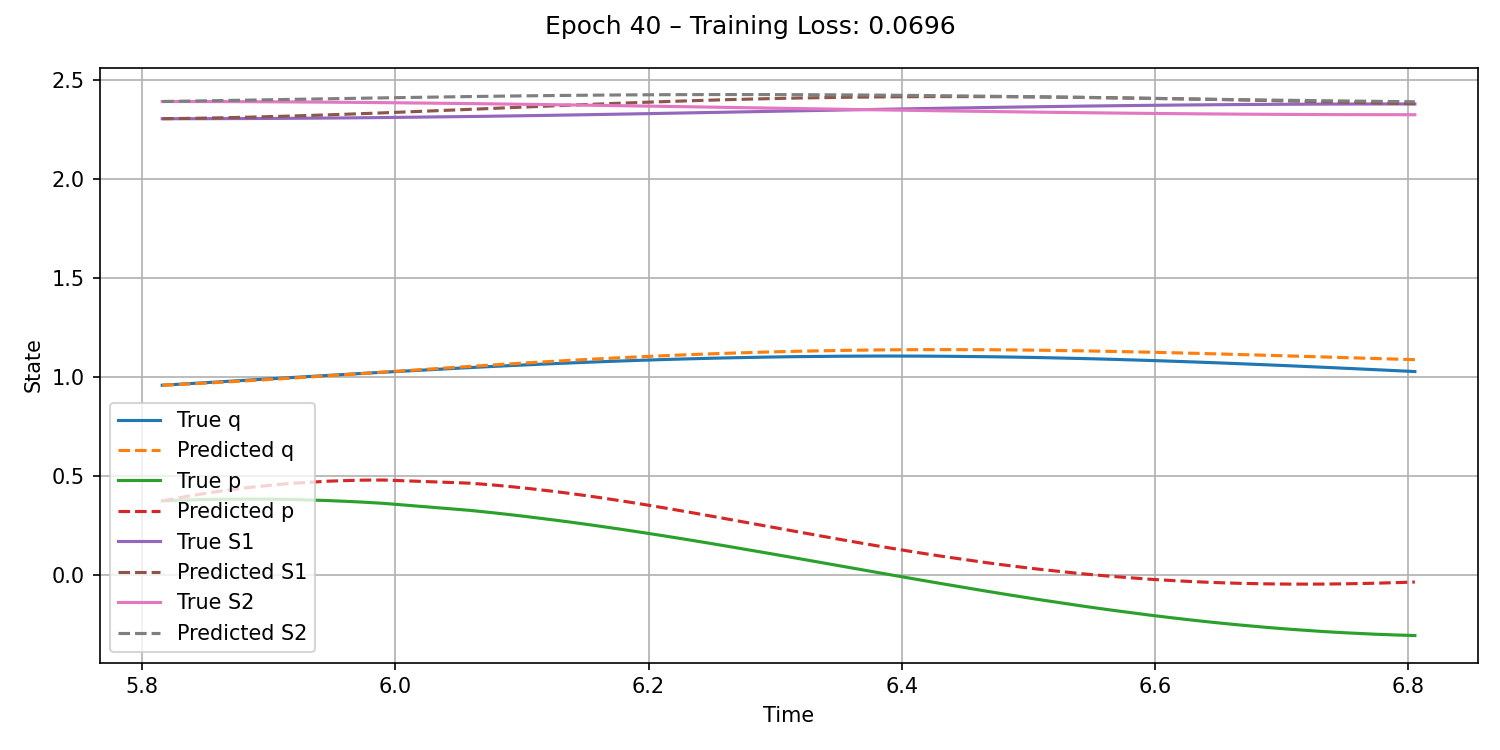 Epoch 40 – Training Loss: 0.0696
2.5
2.0
1.5
1.0
0.5
0.0
State
True q
Predicted q
True p
Predicted p
True S1
Predicted S1
True S2
Predicted S2
5.8
6.0
6.2
6.4
6.6
6.8
Time